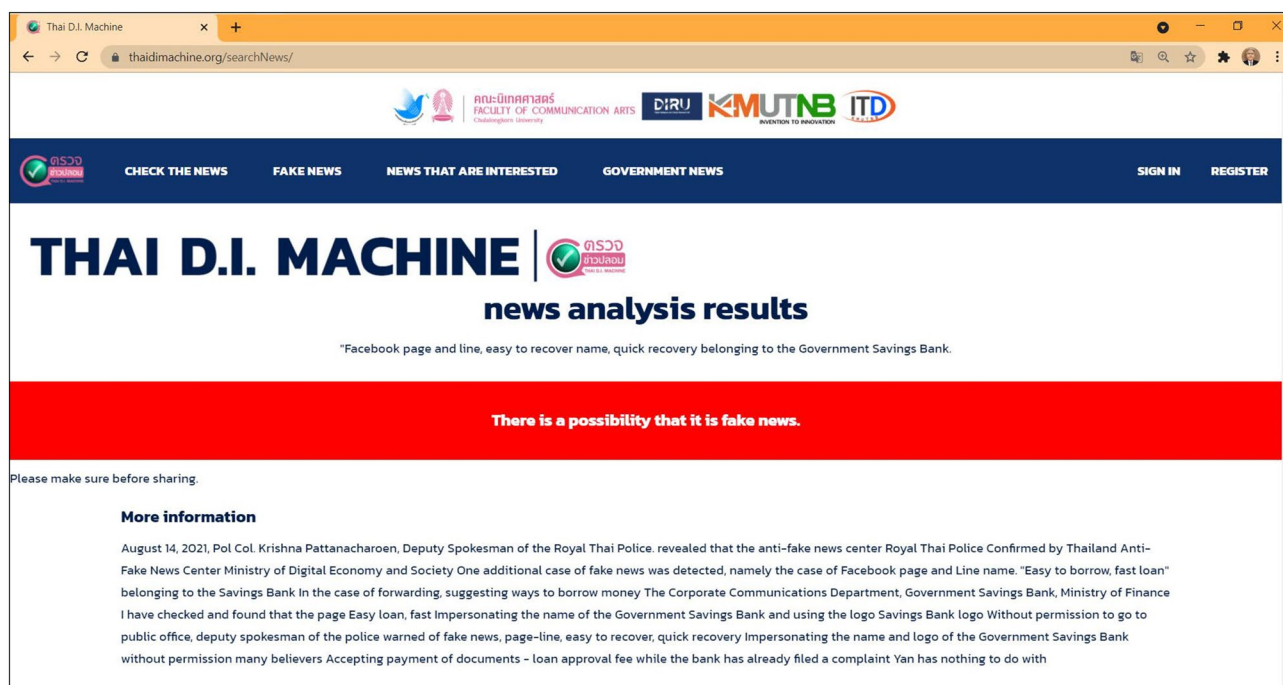 Thai D.I. Machine
thaidimachine.org/searchNews/
คณะนิเทศศาสตร์
FACULTY OF COMMUNICATION ARTS
Chulalongkorn University
DIRU
KMUTNB
INVENTION TO INNOVATION
ITD
ตรวจ
ข่าวปลอม
THAI D.I. MACHINE
CHECK THE NEWS FAKE NEWS NEWS THAT ARE INTERESTED GOVERNMENT NEWS SIGN IN REGISTER
THAI D.I. MACHINE
ตรวจ
ข่าวปลอม
THAI D.I. MACHINE
news analysis results
"Facebook page and line, easy to recover name, quick recovery belonging to the Government Savings Bank.
There is a possibility that it is fake news.
Please make sure before sharing.
More information
August 14, 2021, Pol Col. Krishna Pattanacharoen, Deputy Spokesman of the Royal Thai Police. revealed that the anti-fake news center Royal Thai Police Confirmed by Thailand Anti-
Fake News Center Ministry of Digital Economy and Society One additional case of fake news was detected, namely the case of Facebook page and Line name. "Easy to borrow, fast loan"
belonging to the Savings Bank In the case of forwarding, suggesting ways to borrow money The Corporate Communications Department, Government Savings Bank, Ministry of Finance
I have checked and found that the page Easy loan, fast Impersonating the name of the Government Savings Bank and using the logo Savings Bank logo Without permission to go to
public office, deputy spokesman of the police warned of fake news, page-line, easy to recover, quick recovery Impersonating the name and logo of the Government Savings Bank
without permission many believers Accepting payment of documents - loan approval fee while the bank has already filed a complaint Yan has nothing to do with